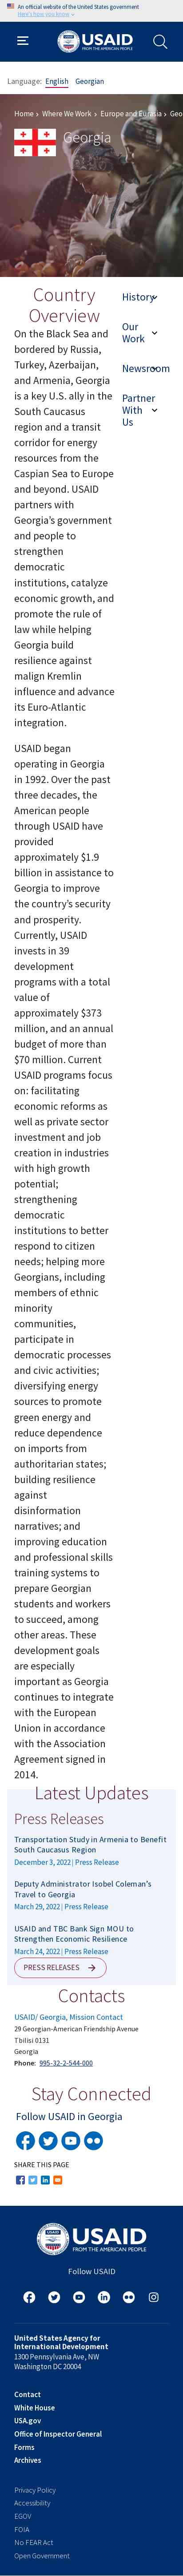 An official website of the United States government
Here's how you know
USAID
FROM THE AMERICAN PEOPLE
Language: English Georgian
Home › Where We Work › Europe and Eurasia › Geo
Georgia
Country
Overview
On the Black Sea and
bordered by Russia,
Turkey, Azerbaijan,
and Armenia, Georgia
is a key U.S. ally in the
South Caucasus
region and a transit
corridor for energy
resources from the
Caspian Sea to Europe
and beyond. USAID
partners with
Georgia's government
and people to
strengthen
democratic
institutions, catalyze
economic growth, and
promote the rule of
law while helping
Georgia build
resilience against
malign Kremlin
influence and advance
its Euro-Atlantic
integration.
USAID began
operating in Georgia
in 1992. Over the past
three decades, the
American people
through USAID have
provided
approximately $1.9
billion in assistance to
Georgia to improve
the country's security
and prosperity.
Currently, USAID
invests in 39
development
programs with a total
value of
approximately $373
million, and an annual
budget of more than
$70 million. Current
USAID programs focus
on: facilitating
economic reforms as
well as private sector
investment and job
creation in industries
with high growth
potential;
strengthening
democratic
institutions to better
respond to citizen
needs; helping more
Georgians, including
members of ethnic
minority
communities,
participate in
democratic processes
and civic activities;
diversifying energy
sources to promote
green energy and
reduce dependence
on imports from
authoritarian states;
building resilience
against
disinformation
narratives; and
improving education
and professional skills
training systems to
prepare Georgian
students and workers
to succeed, among
other areas. These
development goals
are especially
important as Georgia
continues to integrate
with the European
Union in accordance
with the Association
Agreement signed in
2014.
History
Our
Work
Newsroom
Partner
With
Us
Latest Updates
Press Releases
Transportation Study in Armenia to Benefit
South Caucasus Region
December 3, 2022 | Press Release
Deputy Administrator Isobel Coleman's
Travel to Georgia
March 29, 2022 | Press Release
USAID and TBC Bank Sign MOU to
Strengthen Economic Resilience
March 24, 2022 | Press Release
PRESS RELEASES
Contacts
USAID/ Georgia, Mission Contact
29 Georgian-American Friendship Avenue
Tbilisi 0131
Georgia
Phone: 995-32-2-544-000
Stay Connected
Follow USAID in Georgia
SHARE THIS PAGE
USAID
FROM THE AMERICAN PEOPLE
Follow USAID
United States Agency for
International Development
1300 Pennsylvania Ave, NW
Washington DC 20004
Contact
White House
USA.gov
Office of Inspector General
Forms
Archives
Privacy Policy
Accessibility
EGOV
FOIA
No FEAR Act
Open Government